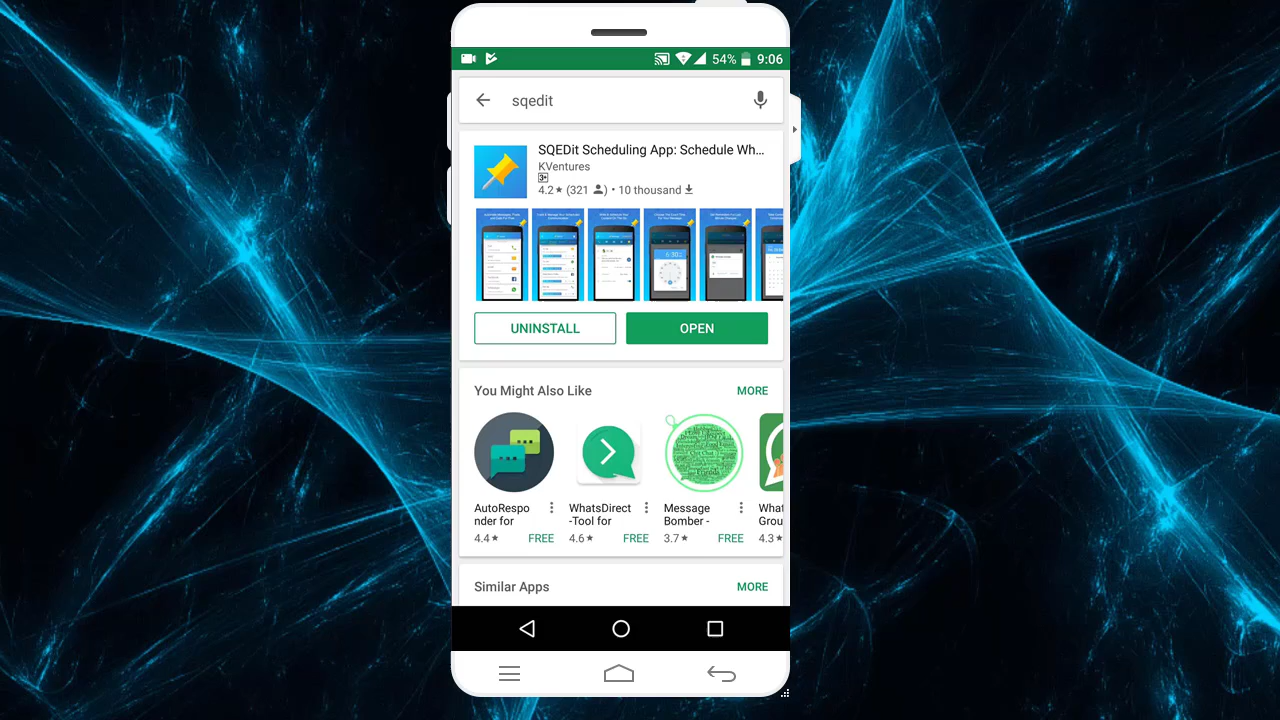 54% 9:06
sqedit
SQEDit Scheduling App: Schedule Wh...
KVentures
3+
4.2★ (321) • 10 thousand
UNINSTALL OPEN
You Might Also Like MORE
AutoRespo
nder for
4.4★ FREE
WhatsDirect
-Tool for
4.6★ FREE
Message
Bomber -
3.7★ FREE
What
Grou
4.3★
Similar Apps MORE